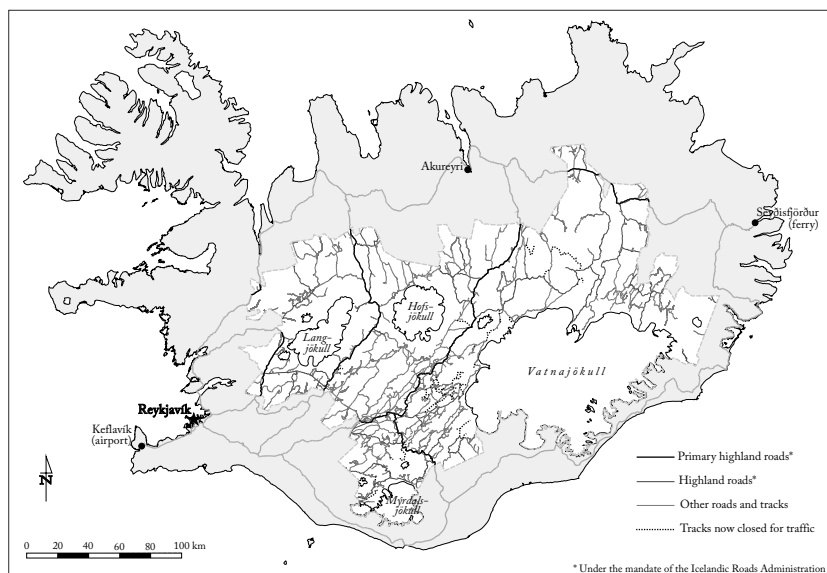 Akureyri
Seyðisfjörður
(ferry)
Hofs-
jökull
Lang-
jökull
Vatnajökull
Reykjavík
Keflavík
(airport)
Mýrdals-
jökull
N
Primary highland roads*
Highland roads*
Other roads and tracks
Tracks now closed for traffic
0 20 40 60 80 100 km
* Under the mandate of the Icelandic Roads Administration